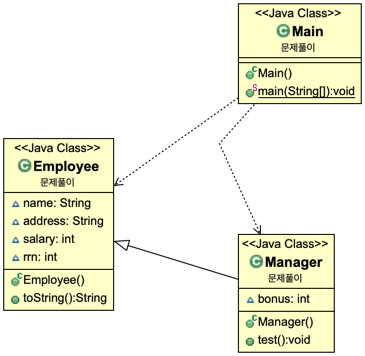 <<Java Class>>
Main
문제풀이
Main()
main(String[]):void
<<Java Class>>
Employee
문제풀이
name: String
address: String
salary: int
rrn: int
Employee()
toString():String
<<Java Class>>
Manager
문제풀이
bonus: int
Manager()
test():void